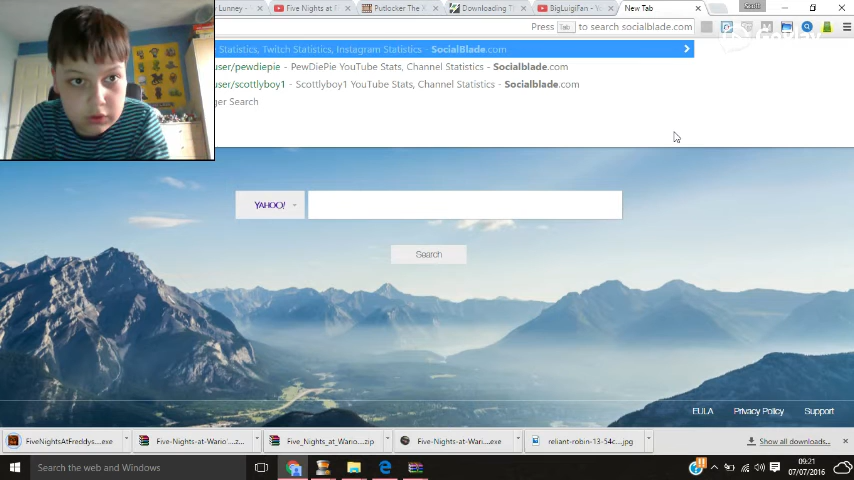 Lunney - Five Nights at F Putlocker The X Downloading Th BigLuigiFan - Yo New Tab Scott
Press Tab to search socialblade.com
Statistics, Twitch Statistics, Instagram Statistics - SocialBlade.com
user/pewdiepie - PewDiePie YouTube Stats, Channel Statistics - Socialblade.com
user/scottlyboy1 - Scottlyboy1 YouTube Stats, Channel Statistics - Socialblade.com
ger Search
YAHOO!
Search
EULA Privacy Policy Support
FiveNightsAtFreddys....exe Five-Nights-at-Wario'....z... Five_Nights_at_Wario....zip Five-Nights-at-Wari....exe reliant-robin-13-54c....jpg Show all downloads...
Search the web and Windows
09:21
07/07/2016